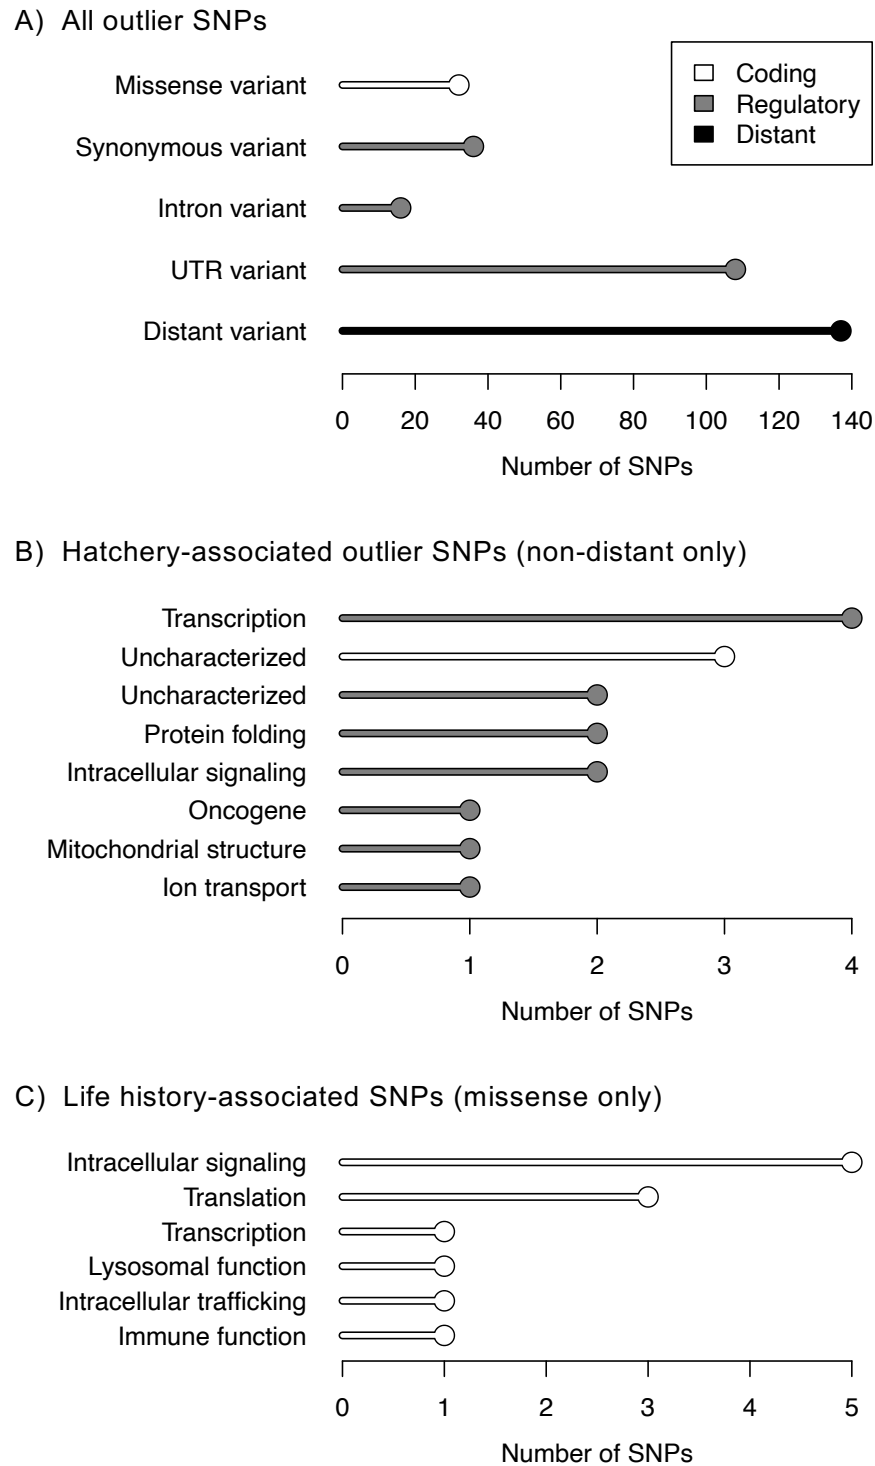 A) All outlier SNPs
Coding
Regulatory
Distant
Missense variant
Synonymous variant
Intron variant
UTR variant
Distant variant
0 20 40 60 80 100 120 140
Number of SNPs
B) Hatchery-associated outlier SNPs (non-distant only)
Transcription
Uncharacterized
Uncharacterized
Protein folding
Intracellular signaling
Oncogene
Mitochondrial structure
Ion transport
0 1 2 3 4
Number of SNPs
C) Life history-associated SNPs (missense only)
Intracellular signaling
Translation
Transcription
Lysosomal function
Intracellular trafficking
Immune function
0 1 2 3 4 5
Number of SNPs